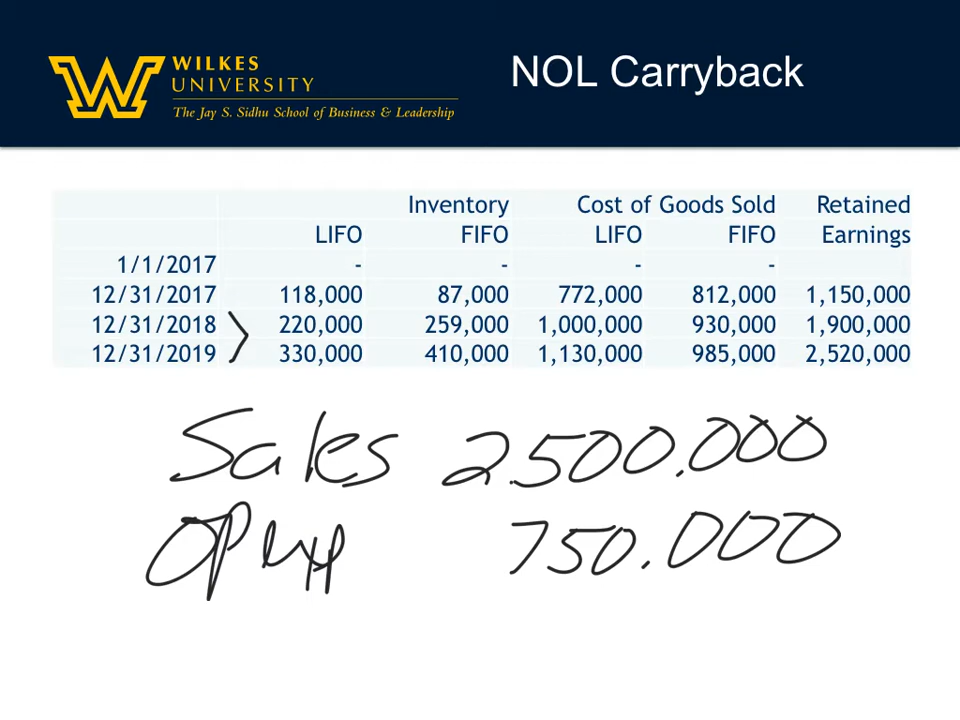 WILKES
UNIVERSITY
The Jay S. Sidhu School of Business & Leadership
NOL Carryback
Inventory Cost of Goods Sold Retained
LIFO FIFO LIFO FIFO Earnings
1/1/2017 - - - -
12/31/2017 118,000 87,000 772,000 812,000 1,150,000
12/31/2018 220,000 259,000 1,000,000 930,000 1,900,000
12/31/2019 330,000 410,000 1,130,000 985,000 2,520,000
Sales 2.500.000
OP exp 750.000